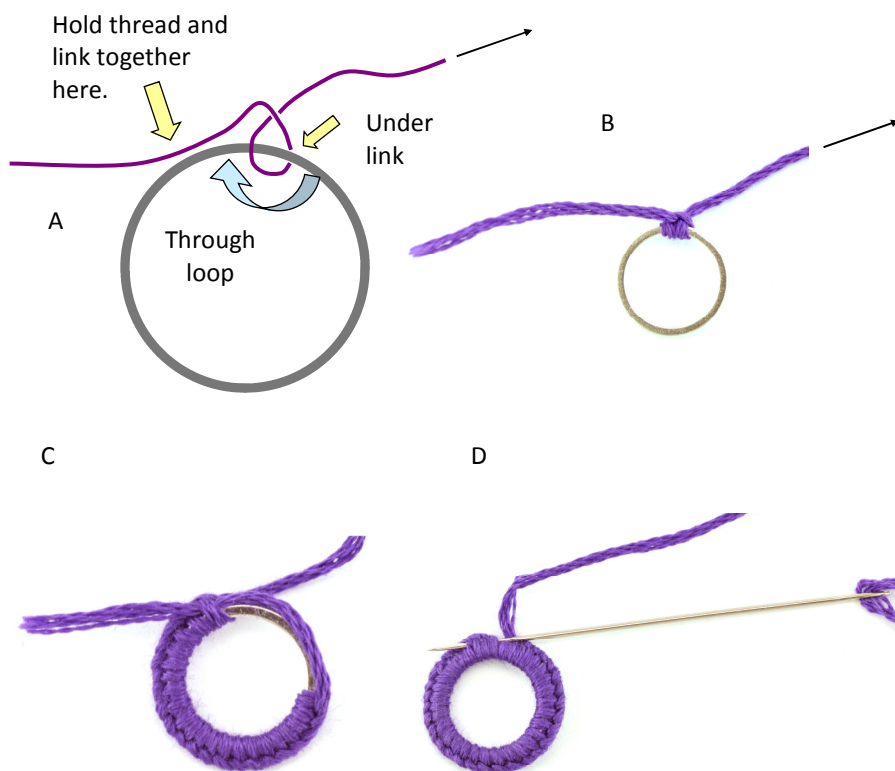 Hold thread and
link together
here.
Under
link
B
A
Through
loop
C
D